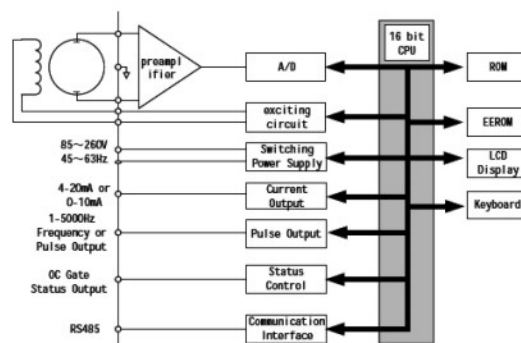 16 bit
CPU
preampl
ifier
A/D
ROM
exciting
circuit
EEROM
85～260V
45～63Hz
Switching
Power Supply
LCD
Display
4-20mA or
0-10mA
Current
Output
Keyboard
1-5000Hz
Frequency or
Pulse Output
Pulse Output
OC Gate
Status Output
Status
Control
RS485
Communication
Interface